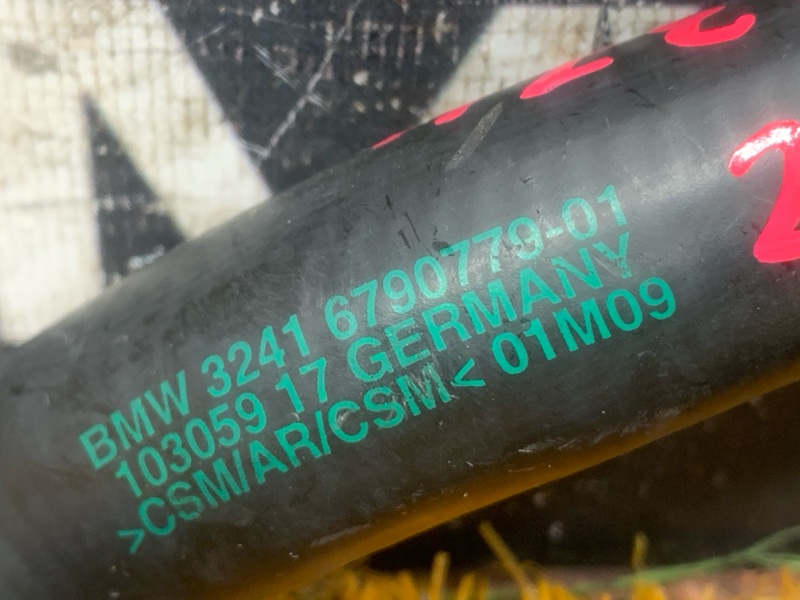 BMW 3241 6790779-01
103059 17 GERMANY
>CSM/AR/CSM< 01M09